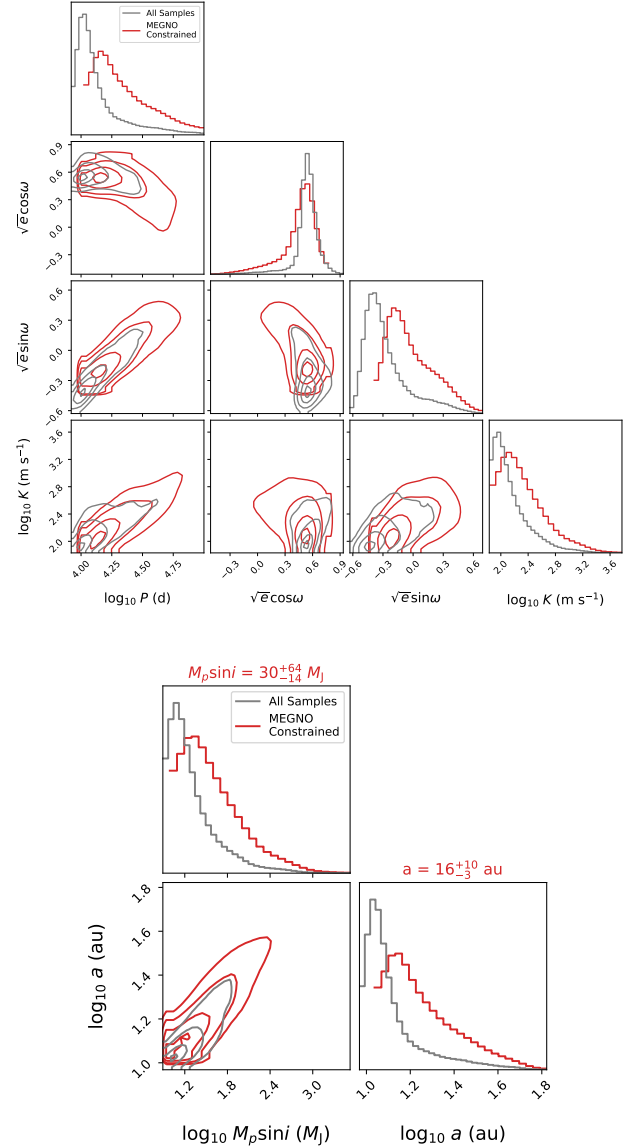 All Samples
MEGNO
Constrained
0.9
0.6
0.3
0.0
−0.3
√e cosω
0.6
0.3
0.0
−0.3
−0.6
√e sinω
3.6
3.2
2.8
2.4
2.0
log₁₀ K (m s⁻¹)
4.00 4.25 4.50 4.75
−0.3 0.0 0.3 0.6 0.9
−0.6 −0.3 0.0 0.3 0.6
2.0 2.4 2.8 3.2 3.6
log₁₀ P (d)
√e cosω
√e sinω
log₁₀ K (m s⁻¹)
Mₚsini = 30⁺⁶⁴₋₁₄ M_J
All Samples
MEGNO
Constrained
a = 16⁺¹⁰₋₃ au
1.8
1.6
1.4
1.2
1.0
log₁₀ a (au)
1.2 1.8 2.4 3.0
1.0 1.2 1.4 1.6 1.8
log₁₀ Mₚsini (M_J)
log₁₀ a (au)